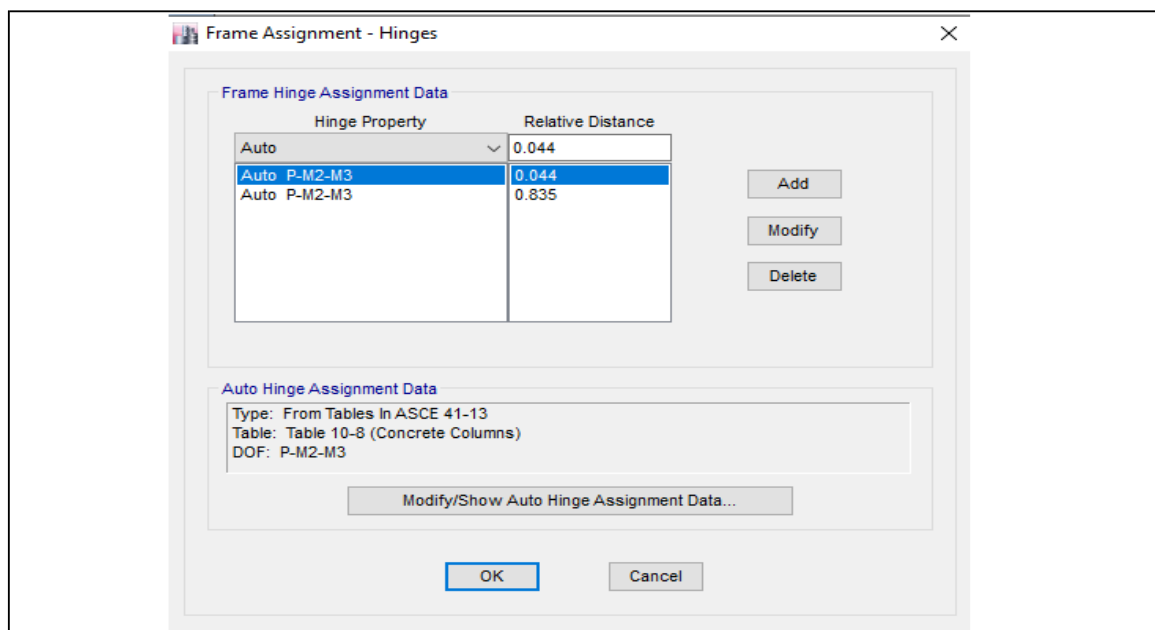 Frame Assignment - Hinges
Frame Hinge Assignment Data
Hinge Property Relative Distance
Auto 0.044
Auto P-M2-M3 0.044
Auto P-M2-M3 0.835
Add
Modify
Delete
Auto Hinge Assignment Data
Type: From Tables In ASCE 41-13
Table: Table 10-8 (Concrete Columns)
DOF: P-M2-M3
Modify/Show Auto Hinge Assignment Data...
OK Cancel